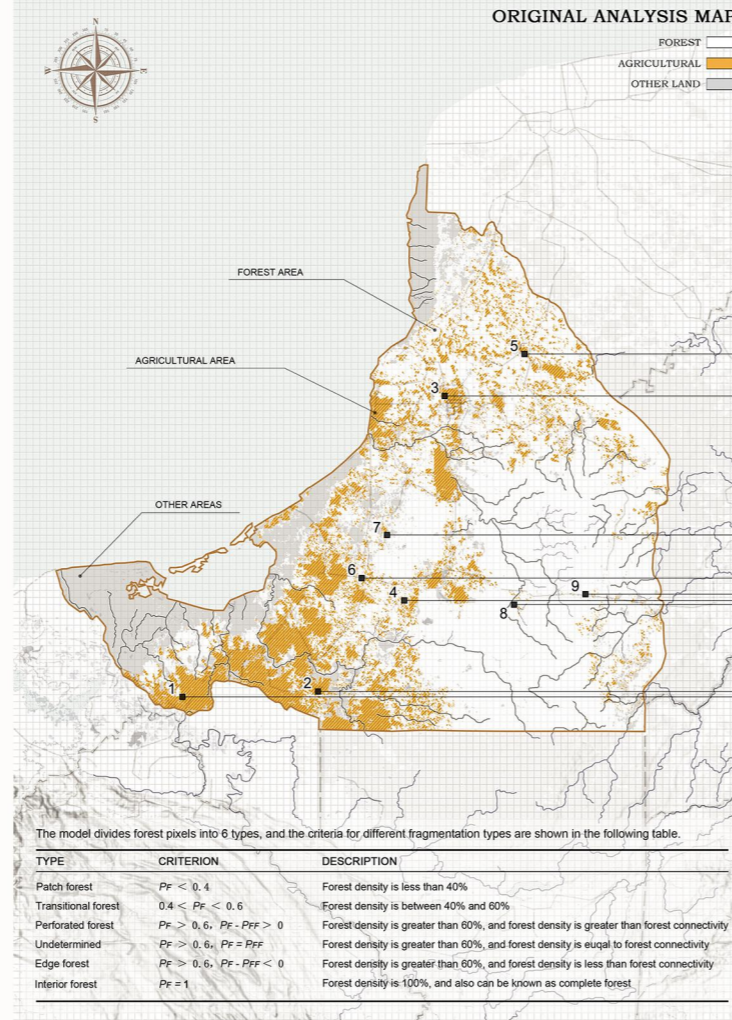 ORIGINAL ANALYSIS MAP
N
W
E
S
FOREST
AGRICULTURAL
OTHER LAND
FOREST AREA
5
AGRICULTURAL AREA
3
OTHER AREAS
7
6
4
9
8
1
2
The model divides forest pixels into 6 types, and the criteria for different fragmentation types are shown in the following table.
TYPE CRITERION DESCRIPTION
Patch forest PF < 0.4 Forest density is less than 40%
Transitional forest 0.4 < PF < 0.6 Forest density is between 40% and 60%
Perforated forest PF > 0.6, PF - PFF > 0 Forest density is greater than 60%, and forest density is greater than forest connectivity
Undetermined PF > 0.6, PF = PFF Forest density is greater than 60%, and forest density is euqal to forest connectivity
Edge forest PF > 0.6, PF - PFF < 0 Forest density is greater than 60%, and forest density is less than forest connectivity
Interior forest PF = 1 Forest density is 100%, and also can be known as complete forest